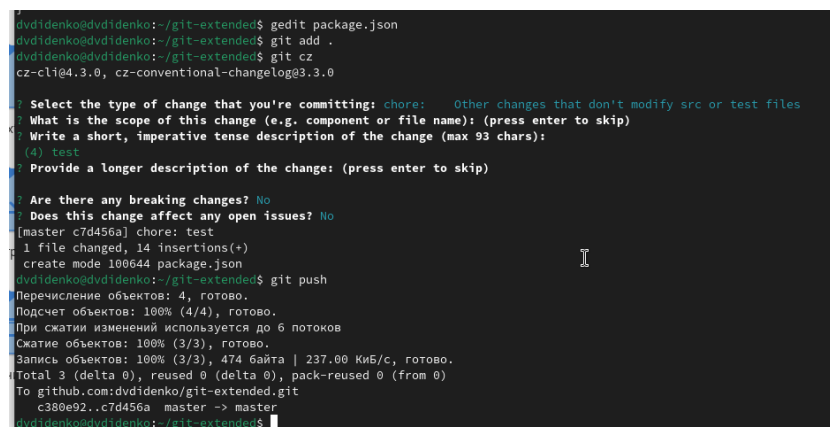 dvdidenko@dvdidenko:~/git-extended$ gedit package.json
dvdidenko@dvdidenko:~/git-extended$ git add .
dvdidenko@dvdidenko:~/git-extended$ git cz
cz-cli@4.3.0, cz-conventional-changelog@3.3.0
? Select the type of change that you're committing: chore:    Other changes that don't modify src or test files
? What is the scope of this change (e.g. component or file name): (press enter to skip)
? Write a short, imperative tense description of the change (max 93 chars):
(4) test
? Provide a longer description of the change: (press enter to skip)
? Are there any breaking changes? No
? Does this change affect any open issues? No
[master c7d456a] chore: test
1 file changed, 14 insertions(+)
create mode 100644 package.json
dvdidenko@dvdidenko:~/git-extended$ git push
Перечисление объектов: 4, готово.
Подсчет объектов: 100% (4/4), готово.
При сжатии изменений используется до 6 потоков
Сжатие объектов: 100% (3/3), готово.
Запись объектов: 100% (3/3), 474 байта | 237.00 КиБ/с, готово.
Total 3 (delta 0), reused 0 (delta 0), pack-reused 0 (from 0)
To github.com:dvdidenko/git-extended.git
c380e92..c7d456a  master -> master
dvdidenko@dvdidenko:~/git-extended$